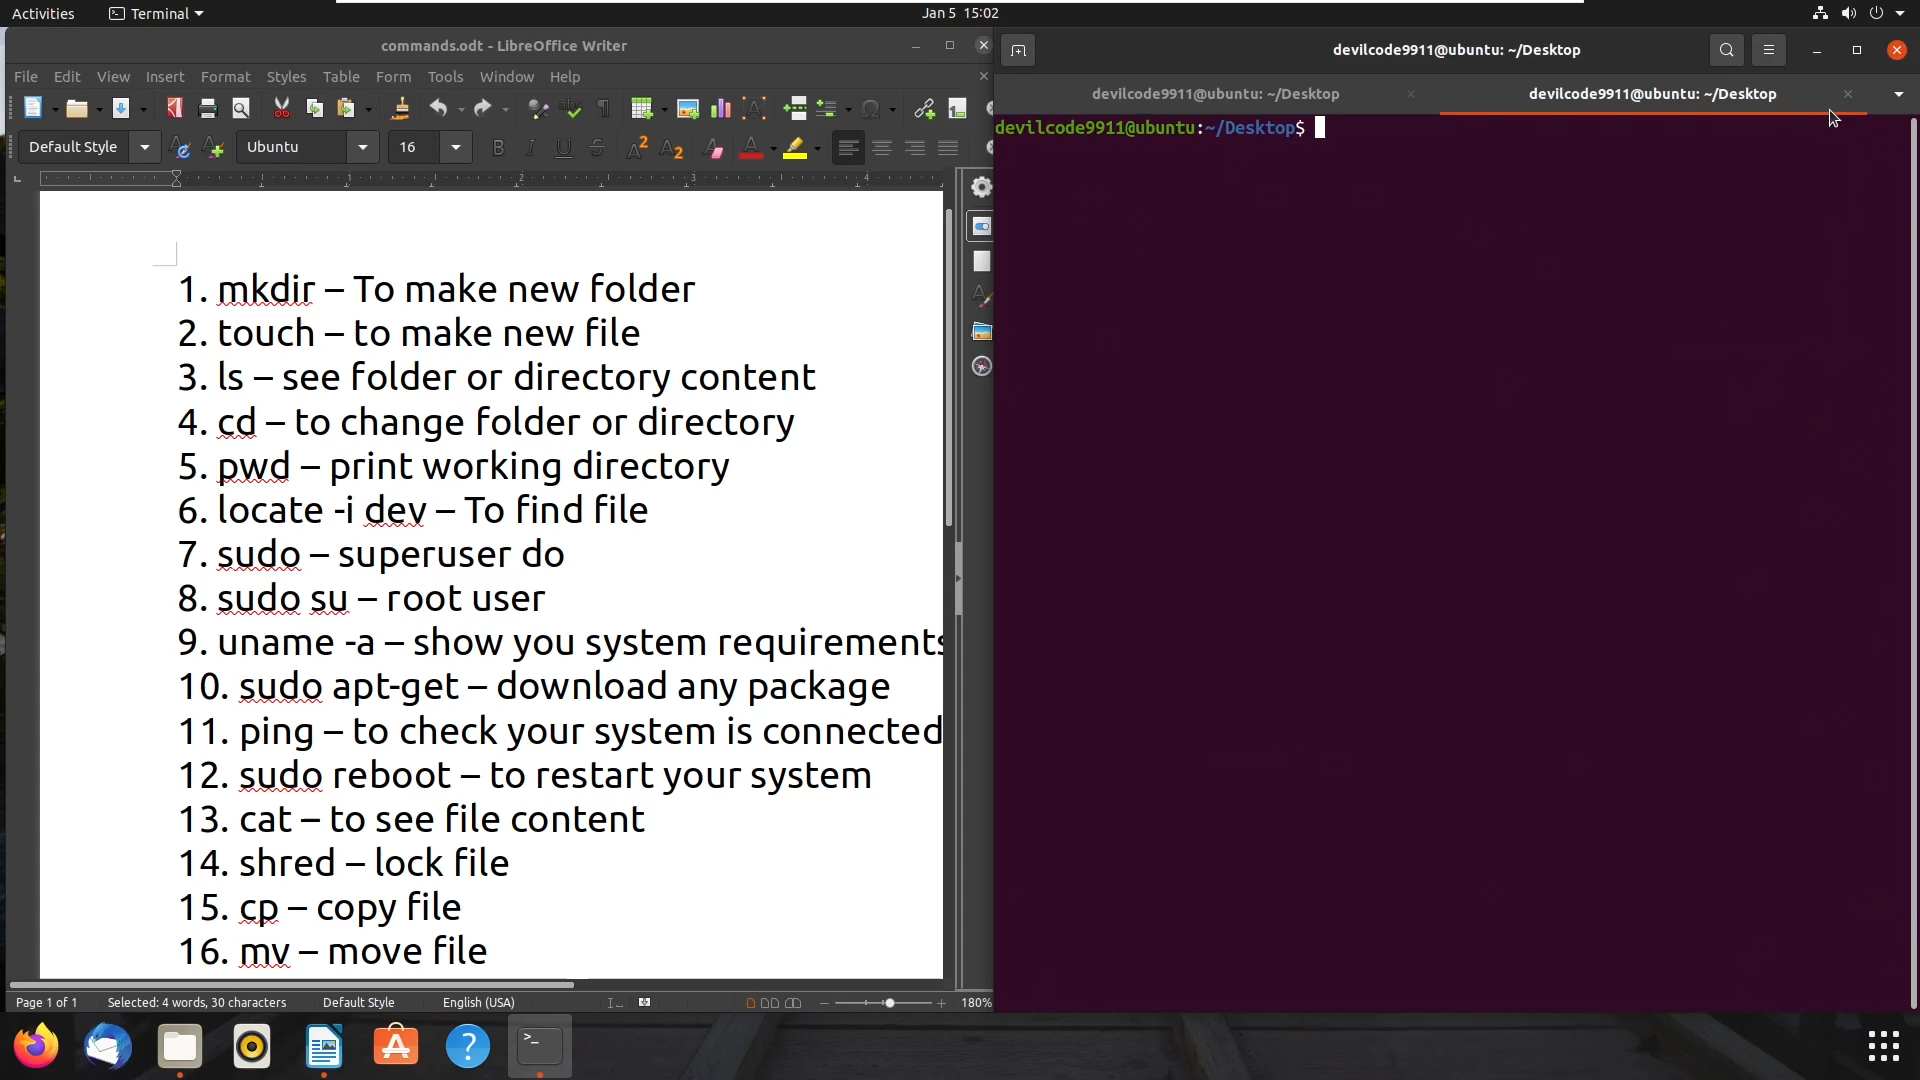 Activities
Terminal
Jan 5 15:02
commands.odt - LibreOffice Writer
File Edit View Insert Format Styles Table Form Tools Window Help
Default Style
Ubuntu
16
1 2 3 4
1. mkdir – To make new folder
2. touch – to make new file
3. ls – see folder or directory content
4. cd – to change folder or directory
5. pwd – print working directory
6. locate -i dev – To find file
7. sudo – superuser do
8. sudo su – root user
9. uname -a – show you system requirements
10. sudo apt-get – download any package
11. ping – to check your system is connected
12. sudo reboot – to restart your system
13. cat – to see file content
14. shred – lock file
15. cp – copy file
16. mv – move file
Page 1 of 1
Selected: 4 words, 30 characters
Default Style
English (USA)
180%
devilcode9911@ubuntu: ~/Desktop
devilcode9911@ubuntu: ~/Desktop
devilcode9911@ubuntu: ~/Desktop
devilcode9911@ubuntu:~/Desktop$